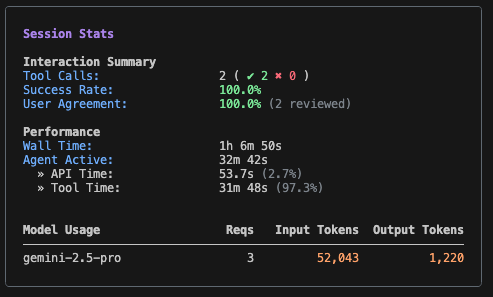 Session Stats
Interaction Summary
Tool Calls: 2 ( ✔ 2 ✖ 0 )
Success Rate: 100.0%
User Agreement: 100.0% (2 reviewed)
Performance
Wall Time: 1h 6m 50s
Agent Active: 32m 42s
» API Time: 53.7s (2.7%)
» Tool Time: 31m 48s (97.3%)
Model Usage Reqs Input Tokens Output Tokens
gemini-2.5-pro 3 52,043 1,220